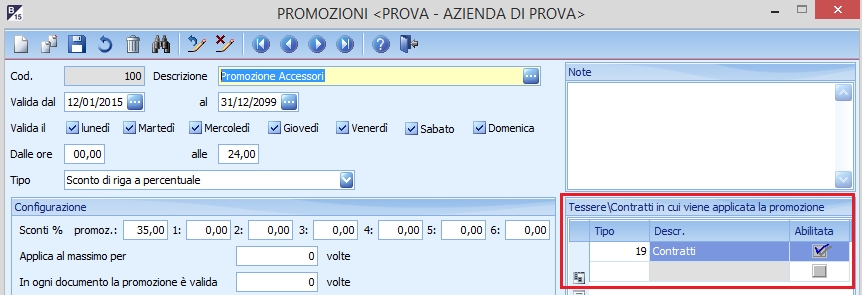 B 15 PROMOZIONI <PROVA - AZIENDA DI PROVA>
Cod. 100 Descrizione Promozione Accessori
Valida dal 12/01/2015 al 31/12/2099
Valida il lunedì Martedì Mercoledì Giovedì Venerdì Sabato Domenica
Dalle ore 00,00 alle 24,00
Tipo Sconto di riga a percentuale
Note
Configurazione
Sconti % promoz.: 35,00 1: 0,00 2: 0,00 3: 0,00 4: 0,00 5: 0,00 6: 0,00
Applica al massimo per 0 volte
In ogni documento la promozione è valida 0 volte
Tessere\Contratti in cui viene applicata la promozione
Tipo Descr. Abilitata
19 Contratti